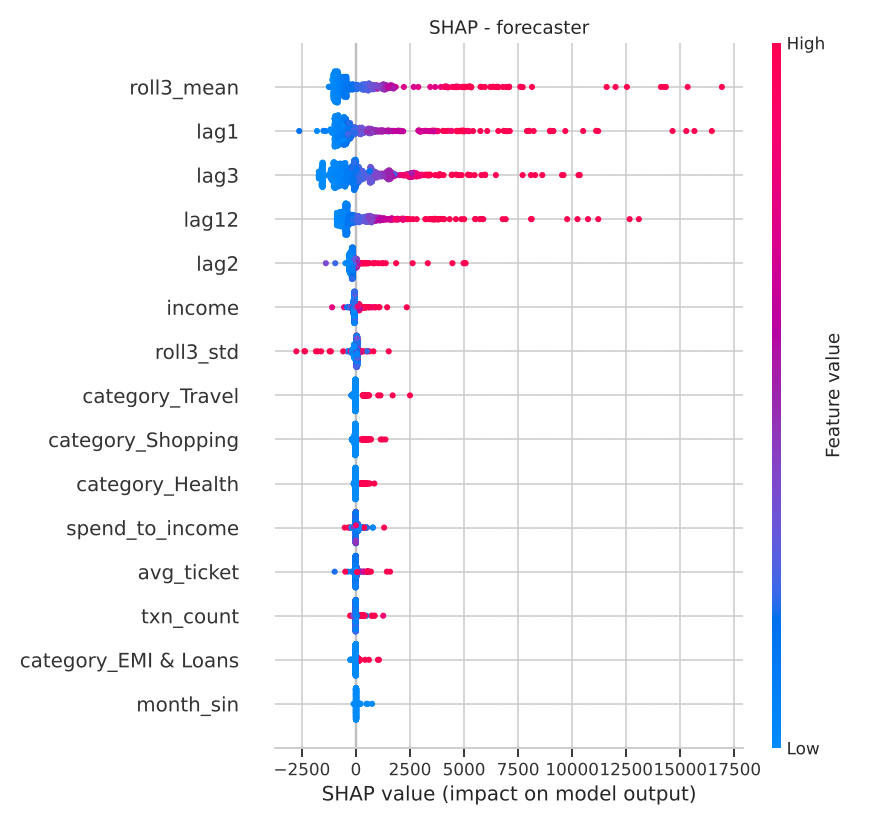 SHAP - forecaster
High
roll3_mean
lag1
lag3
lag12
lag2
income
roll3_std
category_Travel
category_Shopping
category_Health
spend_to_income
avg_ticket
txn_count
category_EMI & Loans
month_sin
Feature value
Low
−2500 0 2500 5000 7500 10000 12500 15000 17500
SHAP value (impact on model output)